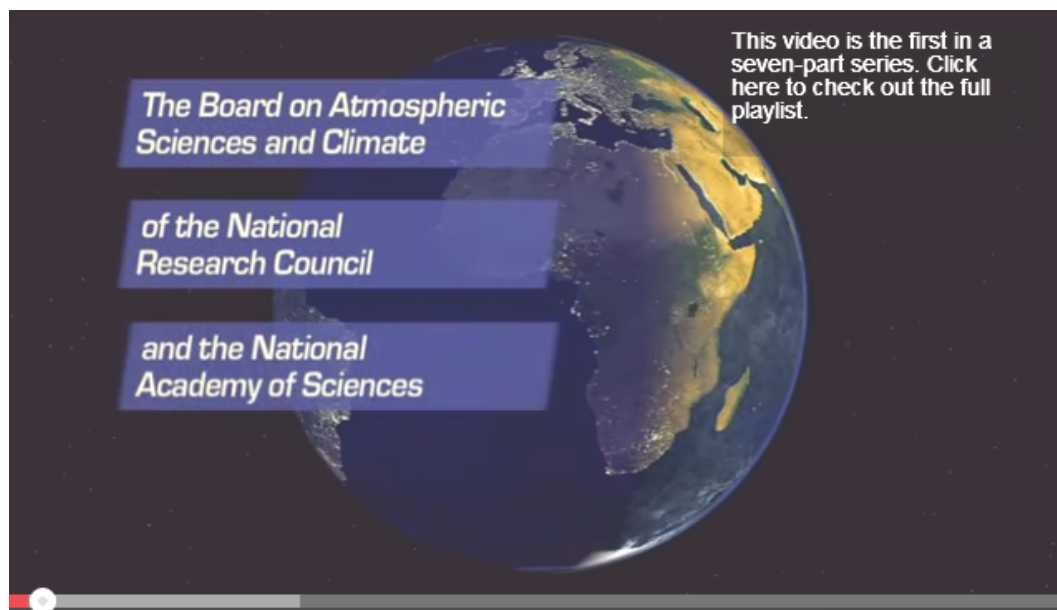 The Board on Atmospheric
Sciences and Climate
of the National
Research Council
and the National
Academy of Sciences
This video is the first in a
seven-part series. Click
here to check out the full
playlist.